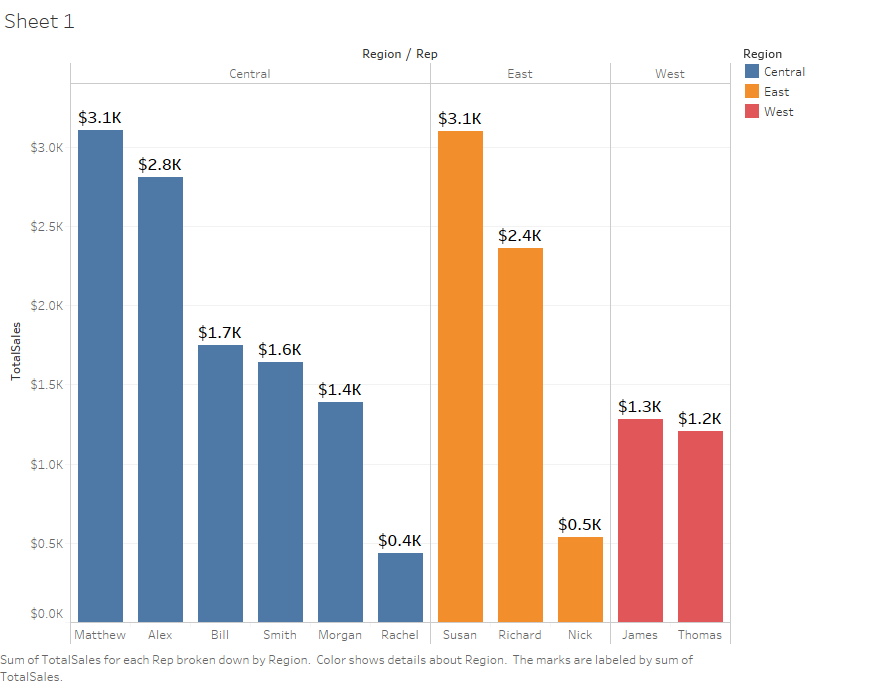 Sheet 1
Region / Rep
Central East West
$3.1K
$2.8K
$1.7K
$1.6K
$1.4K
$0.4K
$3.1K
$2.4K
$0.5K
$1.3K
$1.2K
$3.0K
$2.5K
$2.0K
$1.5K
$1.0K
$0.5K
$0.0K
TotalSales
Matthew Alex Bill Smith Morgan Rachel Susan Richard Nick James Thomas
Region
Central
East
West
Sum of TotalSales for each Rep broken down by Region. Color shows details about Region. The marks are labeled by sum of
TotalSales.